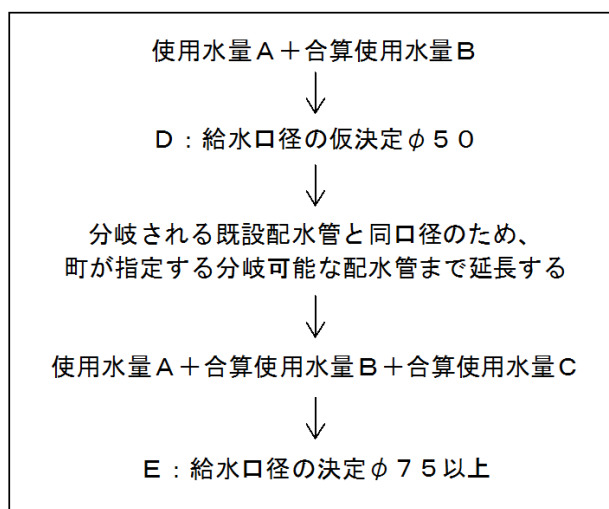 使用水量Ａ＋合算使用水量Ｂ
↓
Ｄ：給水口径の仮決定φ５０
↓
分岐される既設配水管と同口径のため、
町が指定する分岐可能な配水管まで延長する
↓
使用水量Ａ＋合算使用水量Ｂ＋合算使用水量Ｃ
↓
Ｅ：給水口径の決定φ７５以上